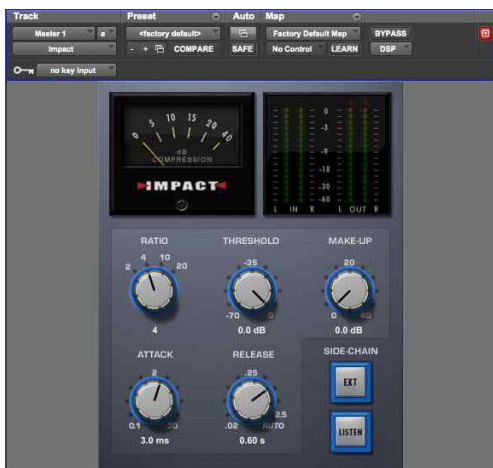 Track Preset Auto Map
Master 1 a <factory default> Factory Default Map BYPASS
Impact - + COMPARE SAFE No Control LEARN DSP
no key input
0 5 10 15 20 40
dB
COMPRESSION
IMPACT
0
-3
-9
-18
-30
-60
L IN R L OUT R
RATIO THRESHOLD MAKE-UP
2 4 10 20 -35 20
-70 0 0 40
4 0.0 dB 0.0 dB
ATTACK RELEASE SIDE-CHAIN
2 .25
EXT
0.1 30 .02 2.5
AUTO
3.0 ms 0.60 s
LISTEN